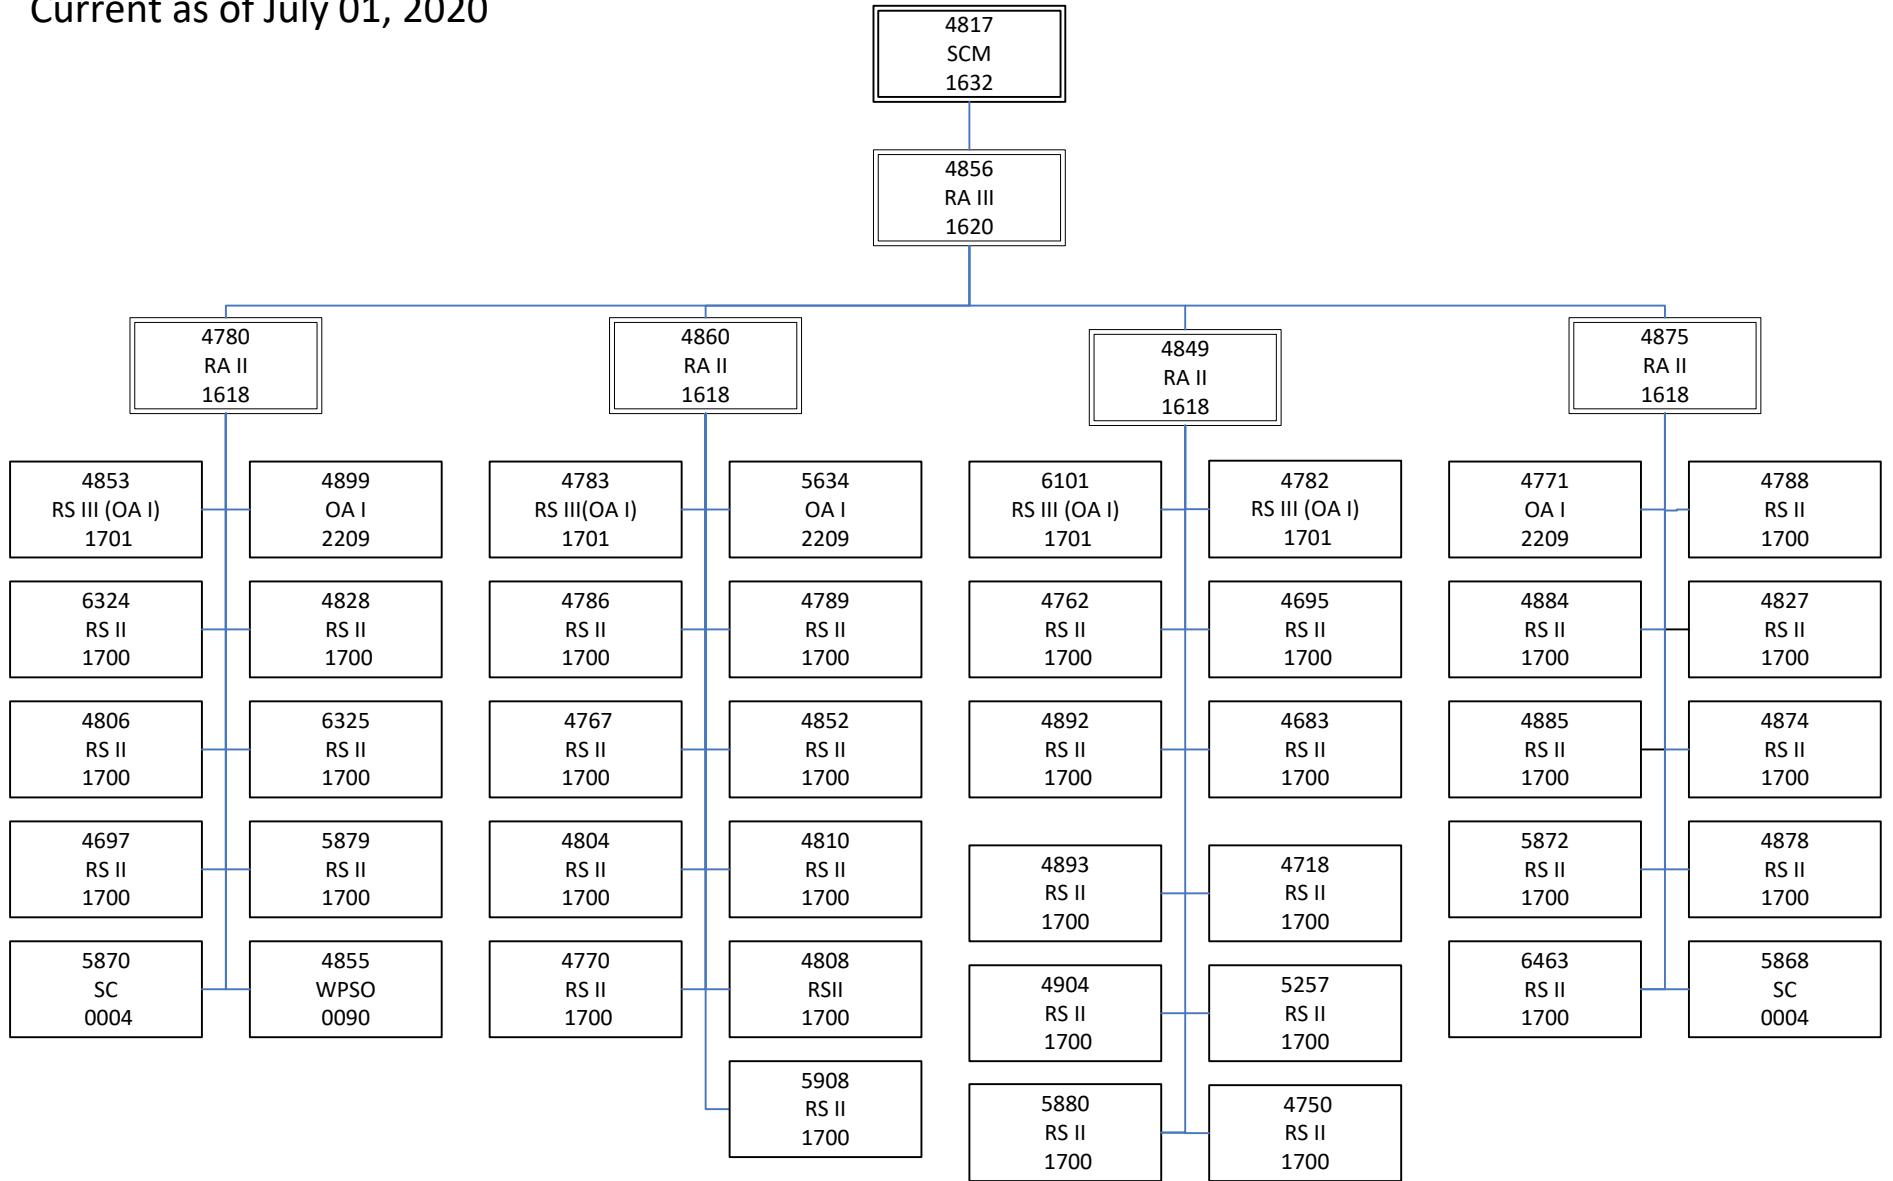 Current as of July 01, 2020
4817
SCM
1632
4856
RA III
1620
4780
RA II
1618
4860
RA II
1618
4849
RA II
1618
4875
RA II
1618
4853
RS III (OA I)
1701
4899
OA I
2209
6324
RS II
1700
4828
RS II
1700
4806
RS II
1700
6325
RS II
1700
4697
RS II
1700
5879
RS II
1700
5870
SC
0004
4855
WPSO
0090
4783
RS III(OA I)
1701
5634
OA I
2209
4786
RS II
1700
4789
RS II
1700
4767
RS II
1700
4852
RS II
1700
4804
RS II
1700
4810
RS II
1700
4770
RS II
1700
4808
RSII
1700
5908
RS II
1700
6101
RS III (OA I)
1701
4782
RS III (OA I)
1701
4762
RS II
1700
4695
RS II
1700
4892
RS II
1700
4683
RS II
1700
4893
RS II
1700
4718
RS II
1700
4904
RS II
1700
5257
RS II
1700
5880
RS II
1700
4750
RS II
1700
4771
OA I
2209
4788
RS II
1700
4884
RS II
1700
4827
RS II
1700
4885
RS II
1700
4874
RS II
1700
5872
RS II
1700
4878
RS II
1700
6463
RS II
1700
5868
SC
0004